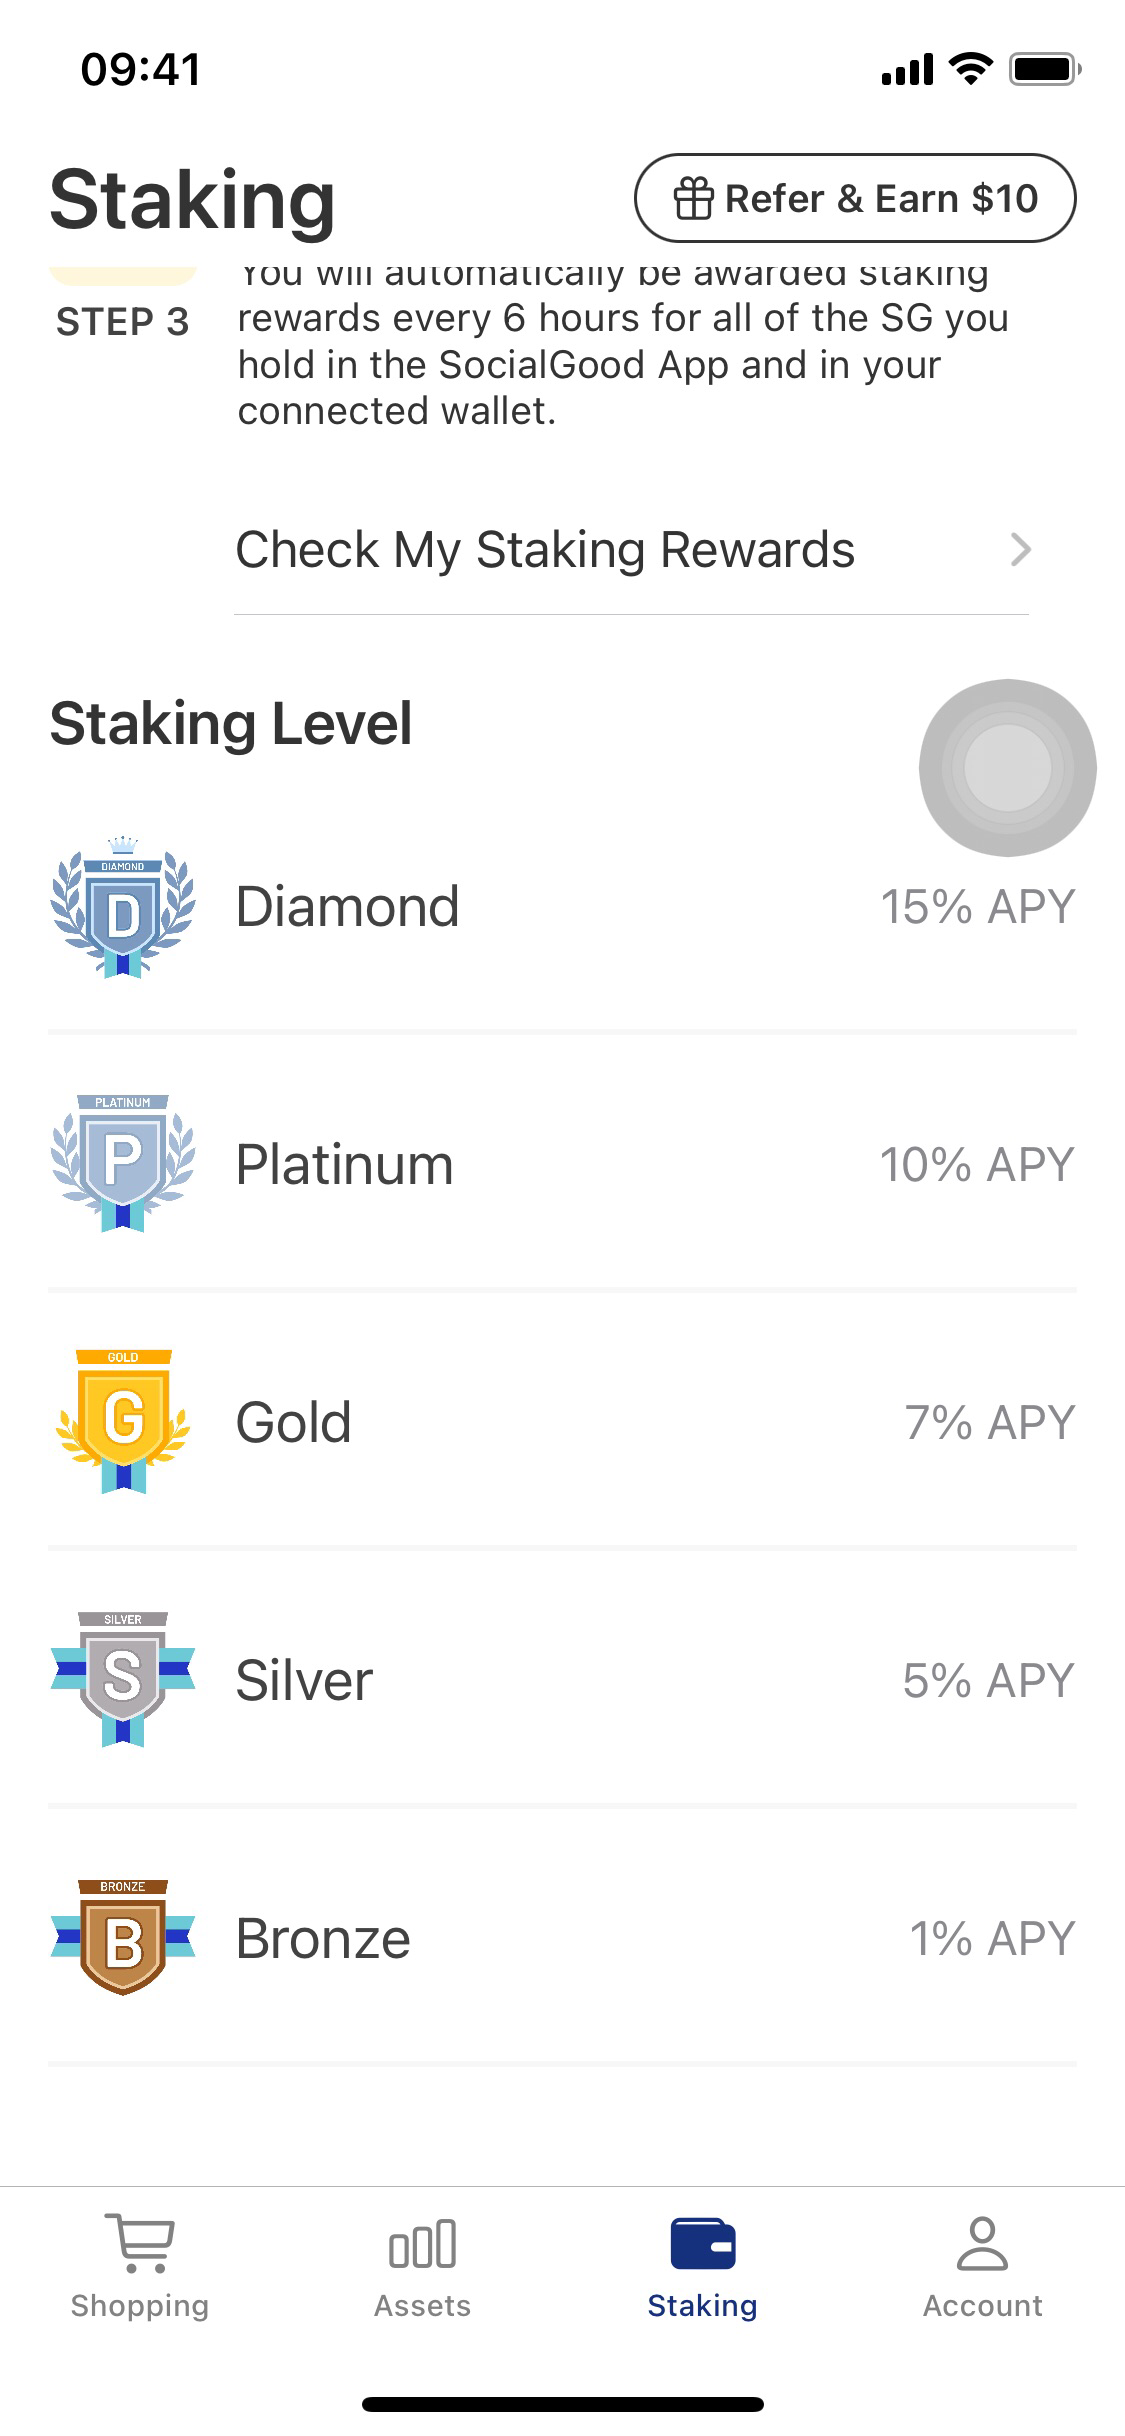 09:41
Staking
Refer & Earn $10
STEP 3
You will automatically be awarded staking
rewards every 6 hours for all of the SG you
hold in the SocialGood App and in your
connected wallet.
Check My Staking Rewards
Staking Level
DIAMOND
D
Diamond
15% APY
PLATINUM
P
Platinum
10% APY
GOLD
G
Gold
7% APY
SILVER
S
Silver
5% APY
BRONZE
B
Bronze
1% APY
Shopping
Assets
Staking
Account